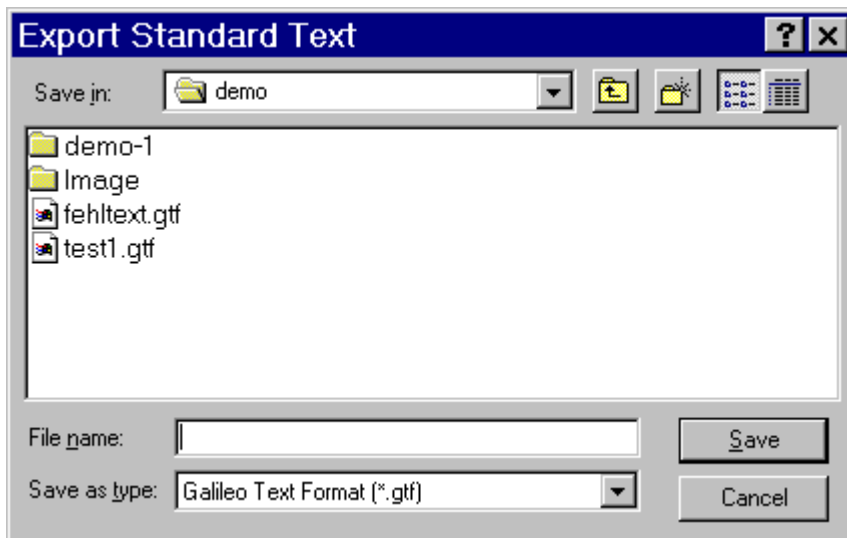 Export Standard Text
Save in: demo
demo-1
Image
fehltext.gtf
test1.gtf
File name: Save
Save as type: Galileo Text Format (*.gtf) Cancel